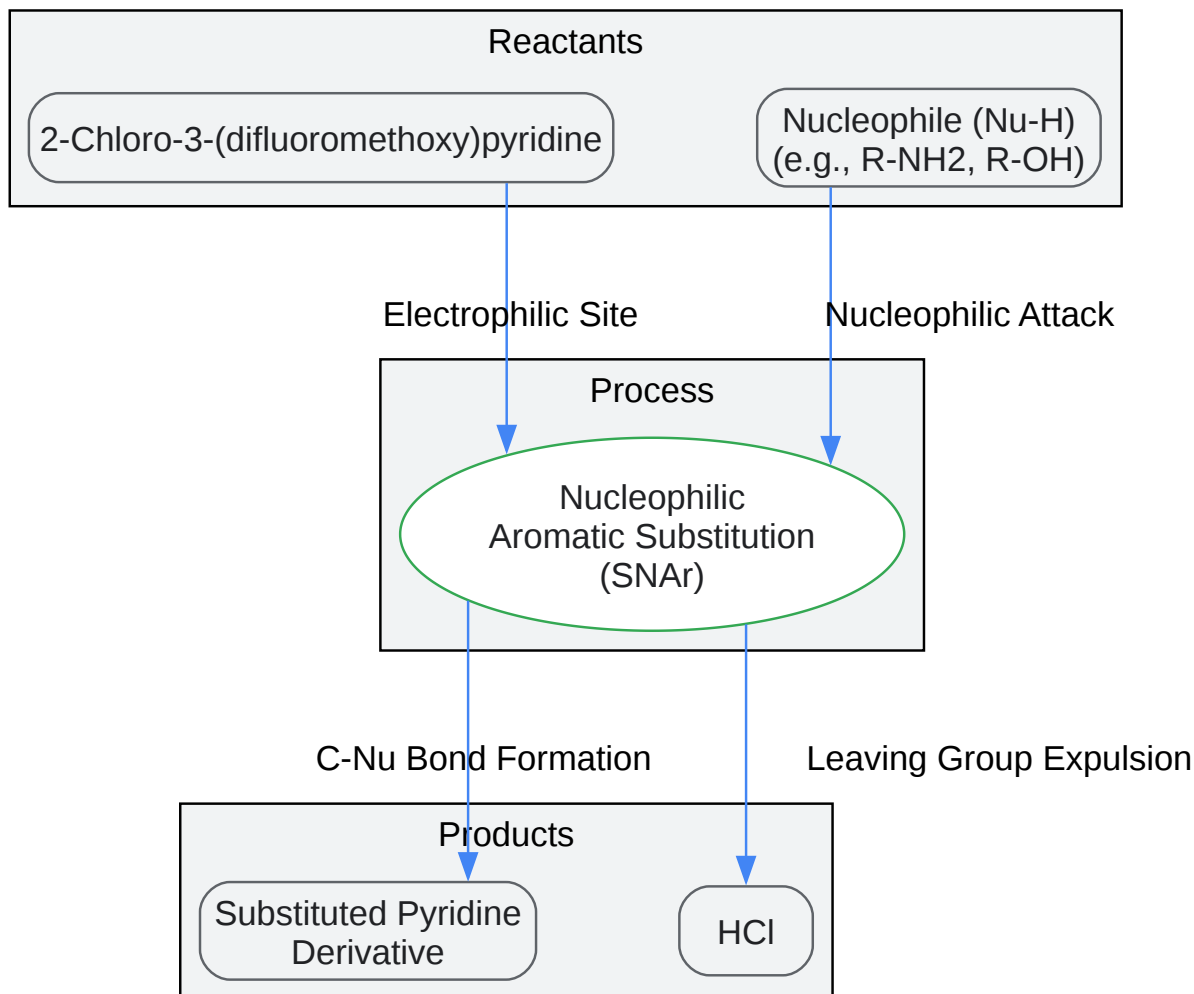 Reactants
2-Chloro-3-(difluoromethoxy)pyridine
Nucleophile (Nu-H)
(e.g., R-NH2, R-OH)
Electrophilic Site
Nucleophilic Attack
Process
Nucleophilic
Aromatic Substitution
(SNAr)
C-Nu Bond Formation
Leaving Group Expulsion
Products
Substituted Pyridine
Derivative
HCl